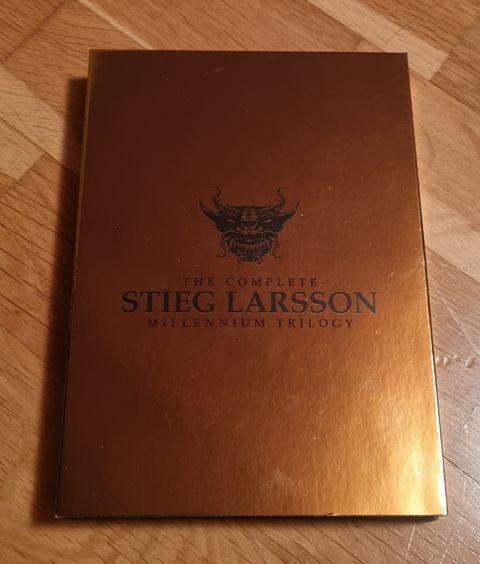 THE COMPLETE
STIEG LARSSON
MILLENNIUM TRILOGY